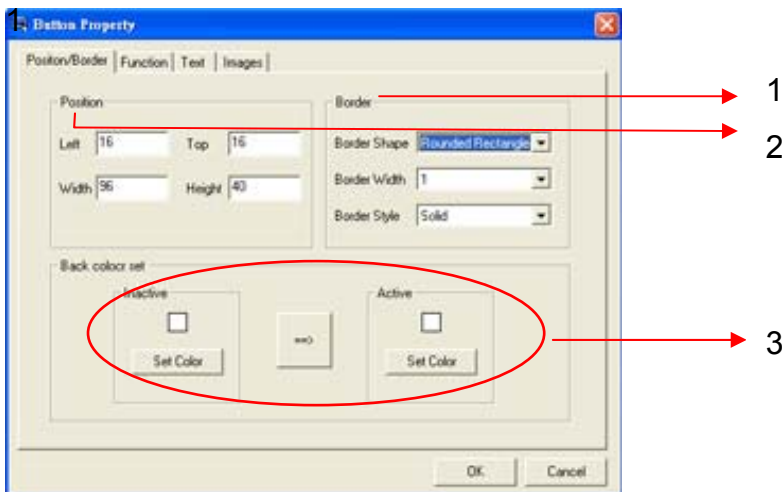 1.
Button Property
Positon/Border Function Text Images
Position
Left 16 Top 16
Width 96 Height 40
Border
Border Shape Rounded Rectangle
Border Width 1
Border Style Solid
Back colocr set
Inactive
Set Color
==>
Active
Set Color
OK Cancel
1
2
3